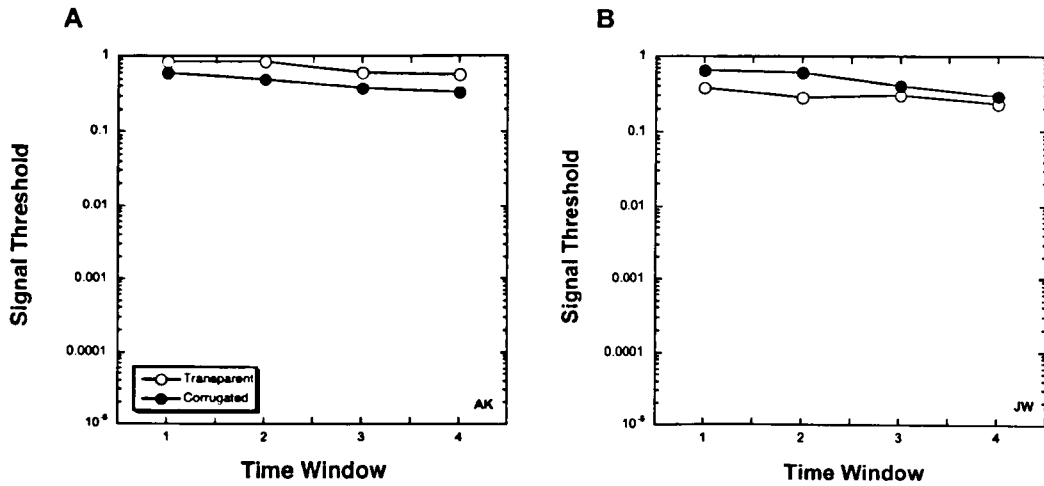 A
Signal Threshold
1
0.1
0.01
0.001
0.0001
10⁻⁵
Transparent
Corrugated
AK
1 2 3 4
Time Window
B
Signal Threshold
1
0.1
0.01
0.001
0.0001
10⁻⁵
JW
1 2 3 4
Time Window